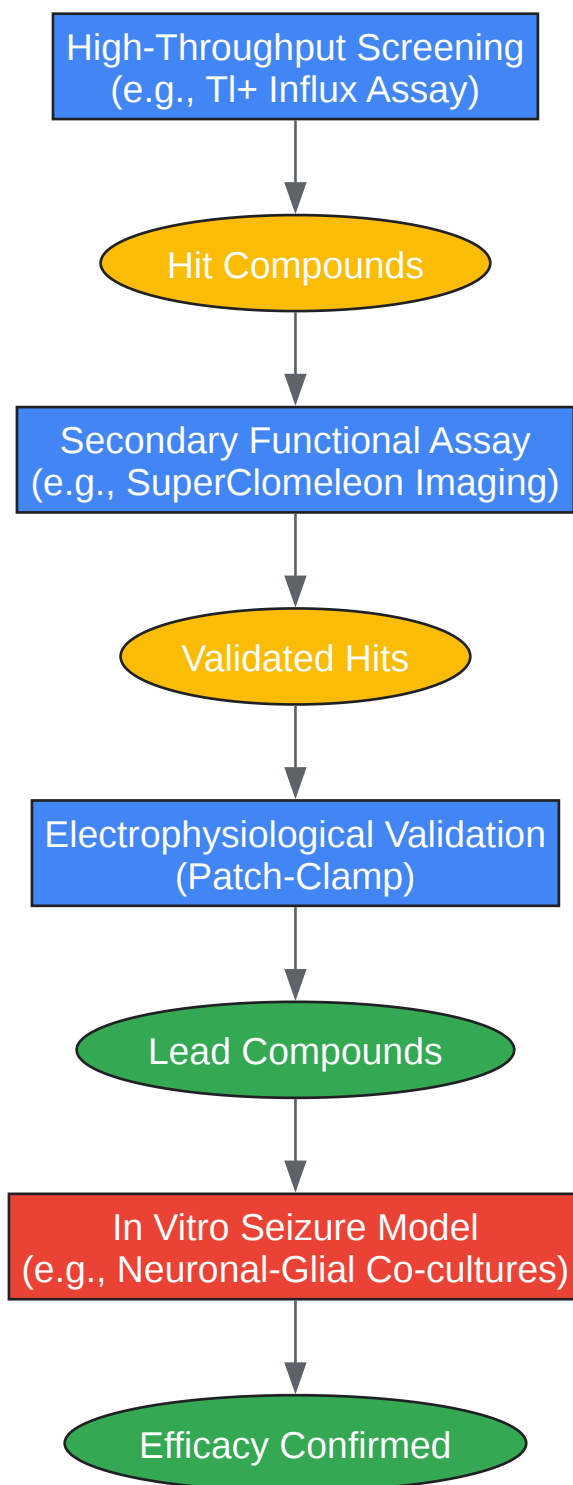 High-Throughput Screening
(e.g., Tl+ Influx Assay)
Hit Compounds
Secondary Functional Assay
(e.g., SuperClomeleon Imaging)
Validated Hits
Electrophysiological Validation
(Patch-Clamp)
Lead Compounds
In Vitro Seizure Model
(e.g., Neuronal-Glial Co-cultures)
Efficacy Confirmed